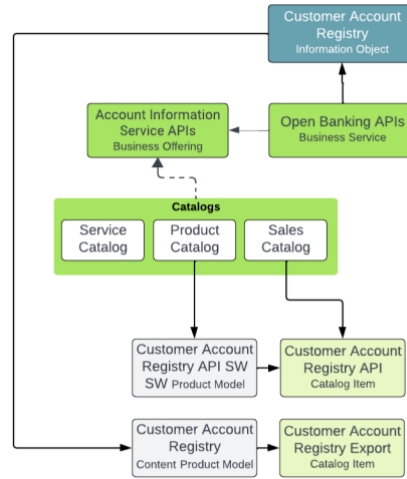 Customer Account
Registry
Information Object
Account Information
Service APIs
Business Offering
Open Banking APIs
Business Service
Catalogs
Service
Catalog
Product
Catalog
Sales
Catalog
Customer Account
Registry API SW
SW Product Model
Customer Account
Registry API
Catalog Item
Customer Account
Registry
Content Product Model
Customer Account
Registry Export
Catalog Item